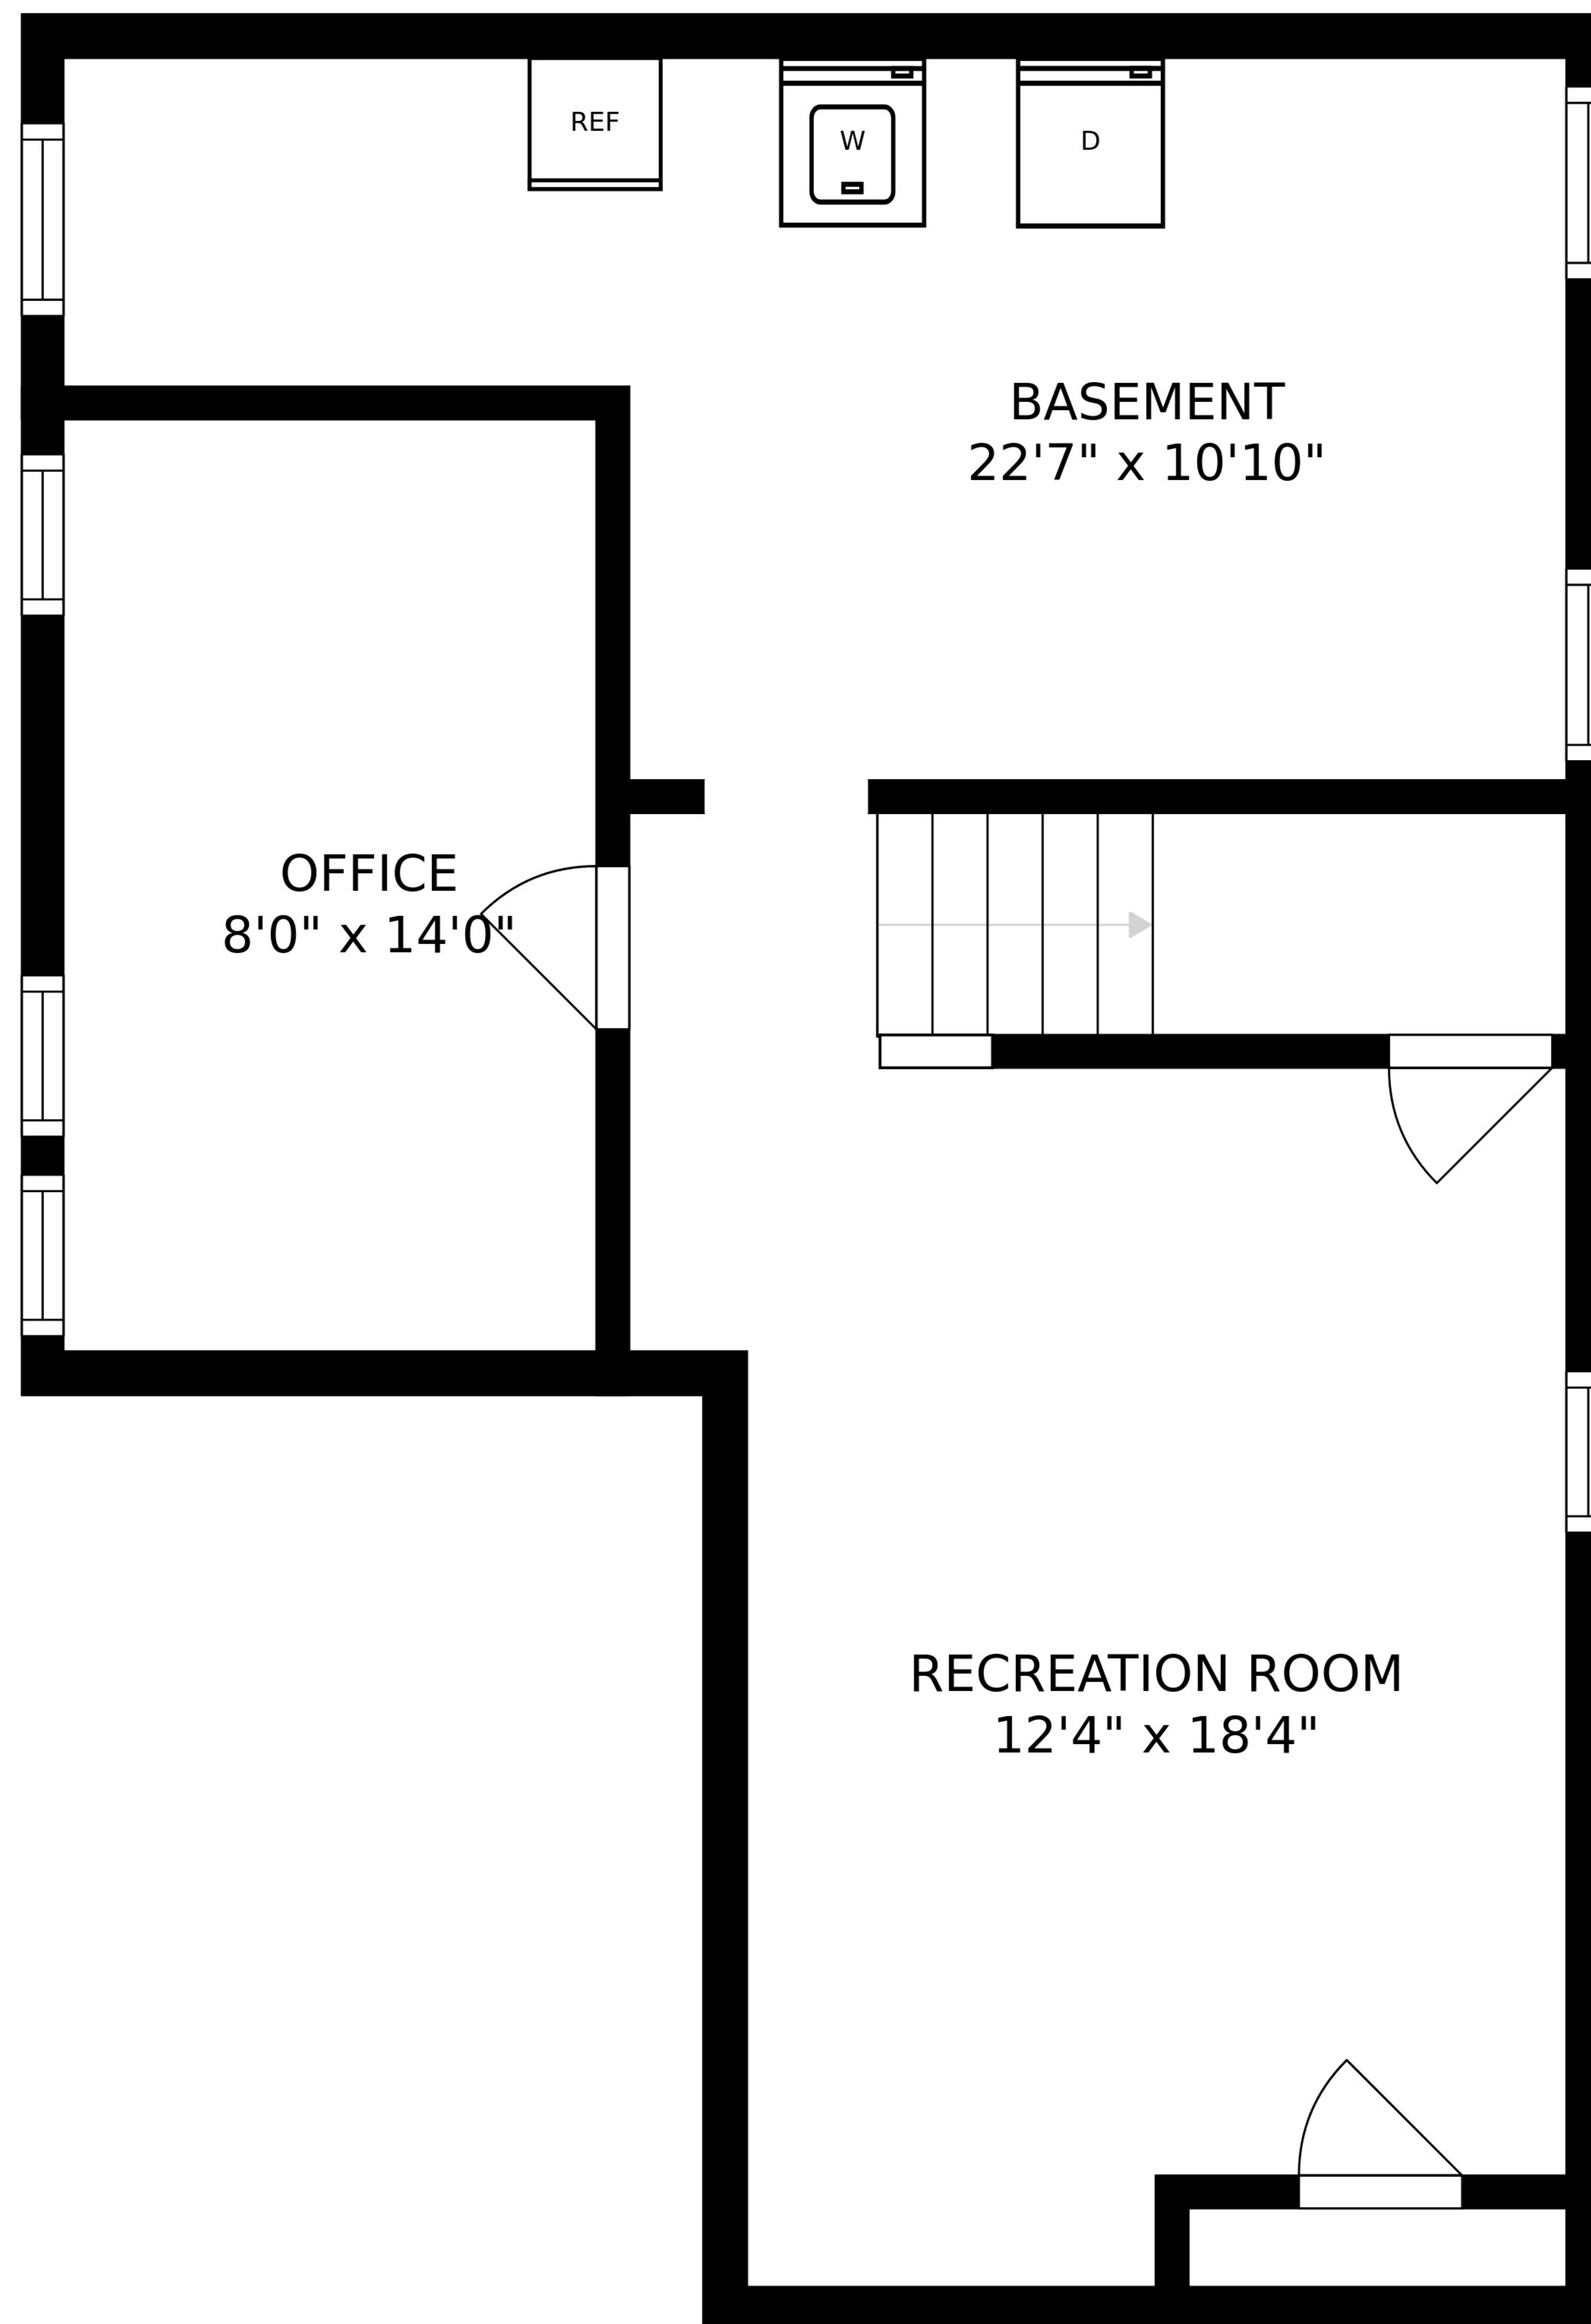 REF
W
D
BASEMENT
22'7" x 10'10"
OFFICE
8'0" x 14'0"
RECREATION ROOM
12'4" x 18'4"